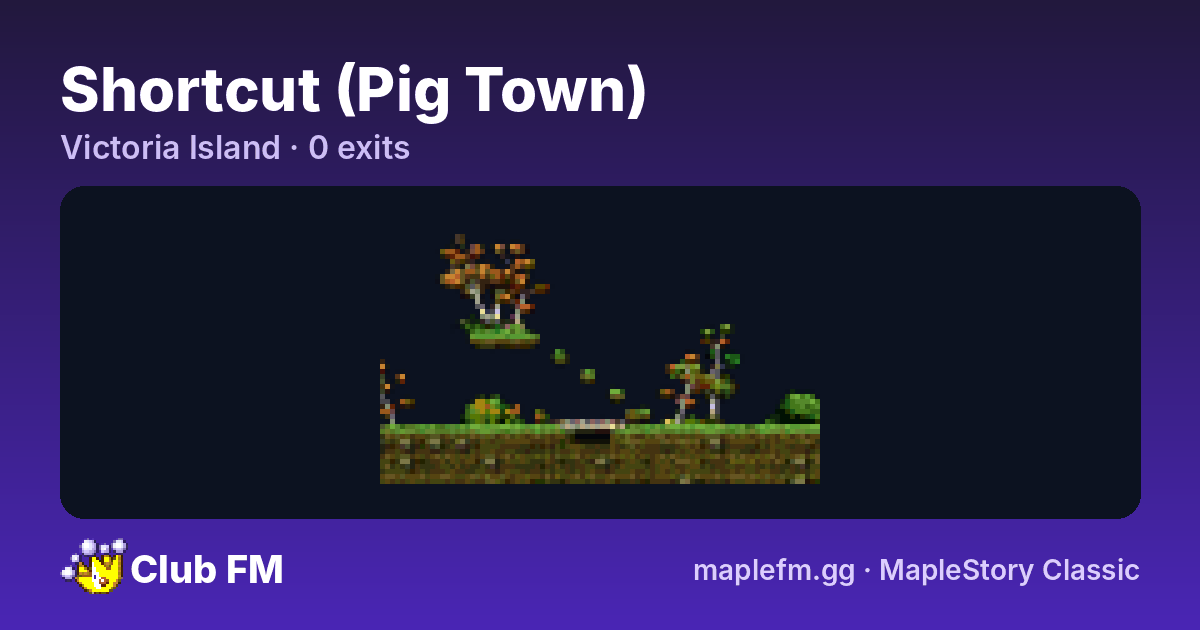 Shortcut (Pig Town)
Victoria Island · 0 exits
Club FM
maplefm.gg · MapleStory Classic